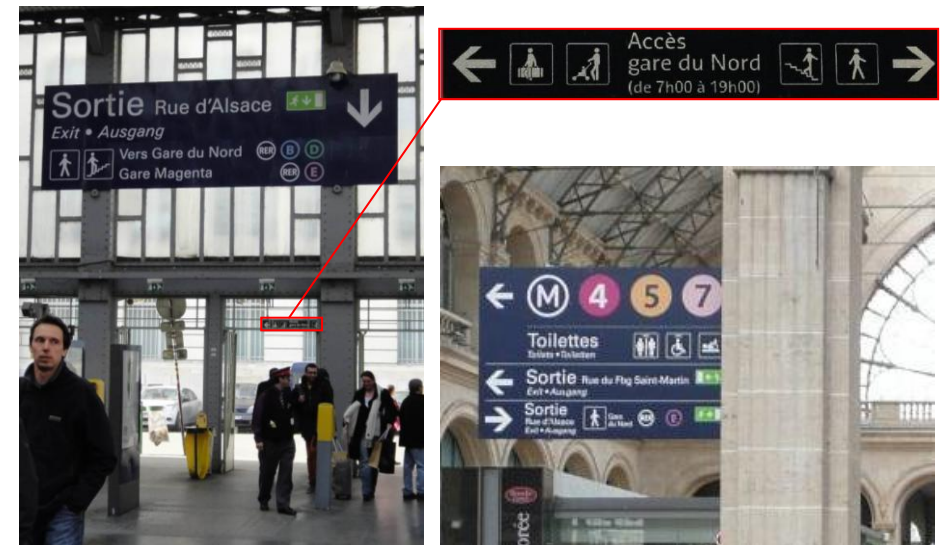 Sortie Rue d'Alsace
Exit • Ausgang
Vers Gare du Nord RER B D
Gare Magenta RER E
Accès
gare du Nord
(de 7h00 à 19h00)
M 4 5 7
Toilettes
Toilets • Toiletten
Sortie Rue du Fbg Saint-Martin
Exit • Ausgang
Sortie
Rue d'Alsace Gare du Nord RER E
Exit • Ausgang